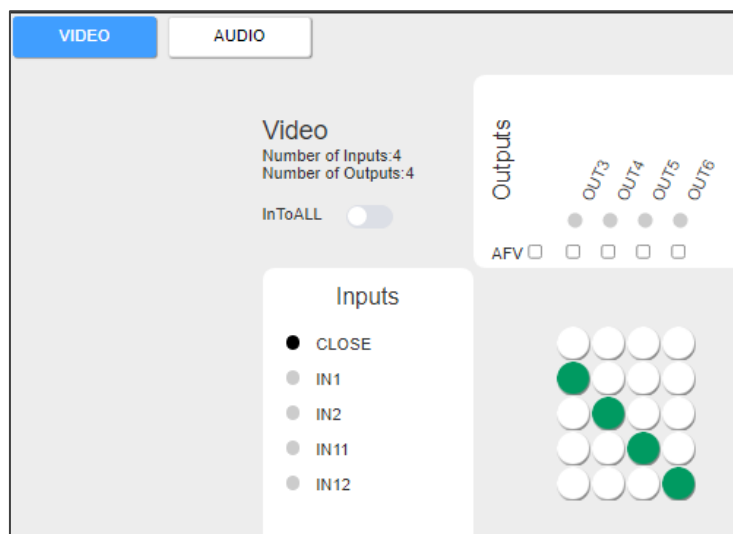 VIDEO AUDIO
Video
Number of Inputs:4
Number of Outputs:4
InToALL
Outputs
OUT3 OUT4 OUT5 OUT6
AFV
Inputs
CLOSE
IN1
IN2
IN11
IN12